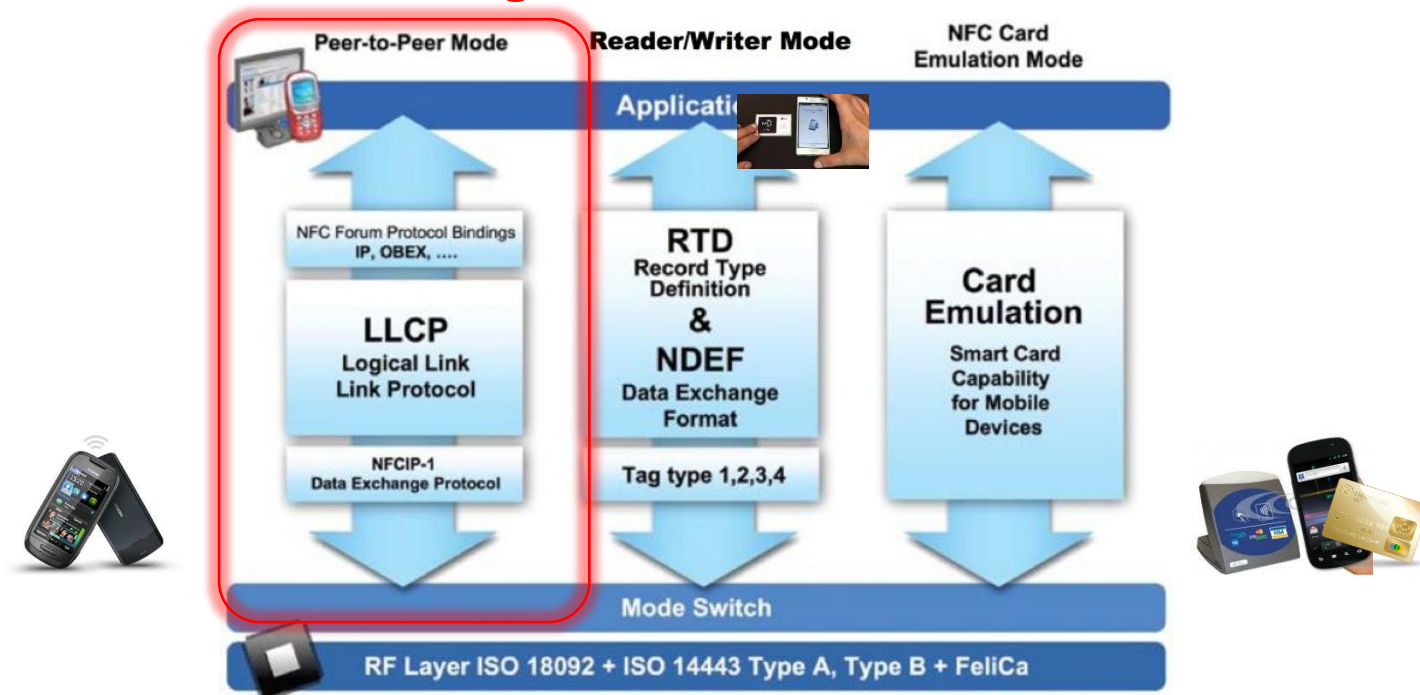 Peer-to-Peer Mode
Reader/Writer Mode
NFC Card
Emulation Mode
NFC Forum Protocol Bindings
IP, OBEX, ....
LLCP
Logical Link
Link Protocol
NFCIP-1
Data Exchange Protocol
RTD
Record Type
Definition
&
NDEF
Data Exchange
Format
Tag type 1,2,3,4
Card
Emulation
Smart Card
Capability
for Mobile
Devices
Mode Switch
RF Layer ISO 18092 + ISO 14443 Type A, Type B + FeliCa